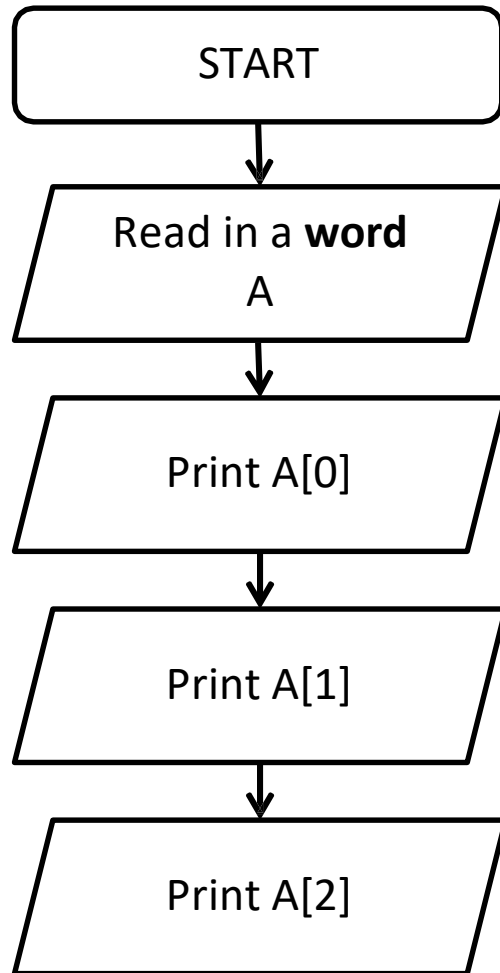 START
Read in a word
A
Print A[0]
Print A[1]
Print A[2]